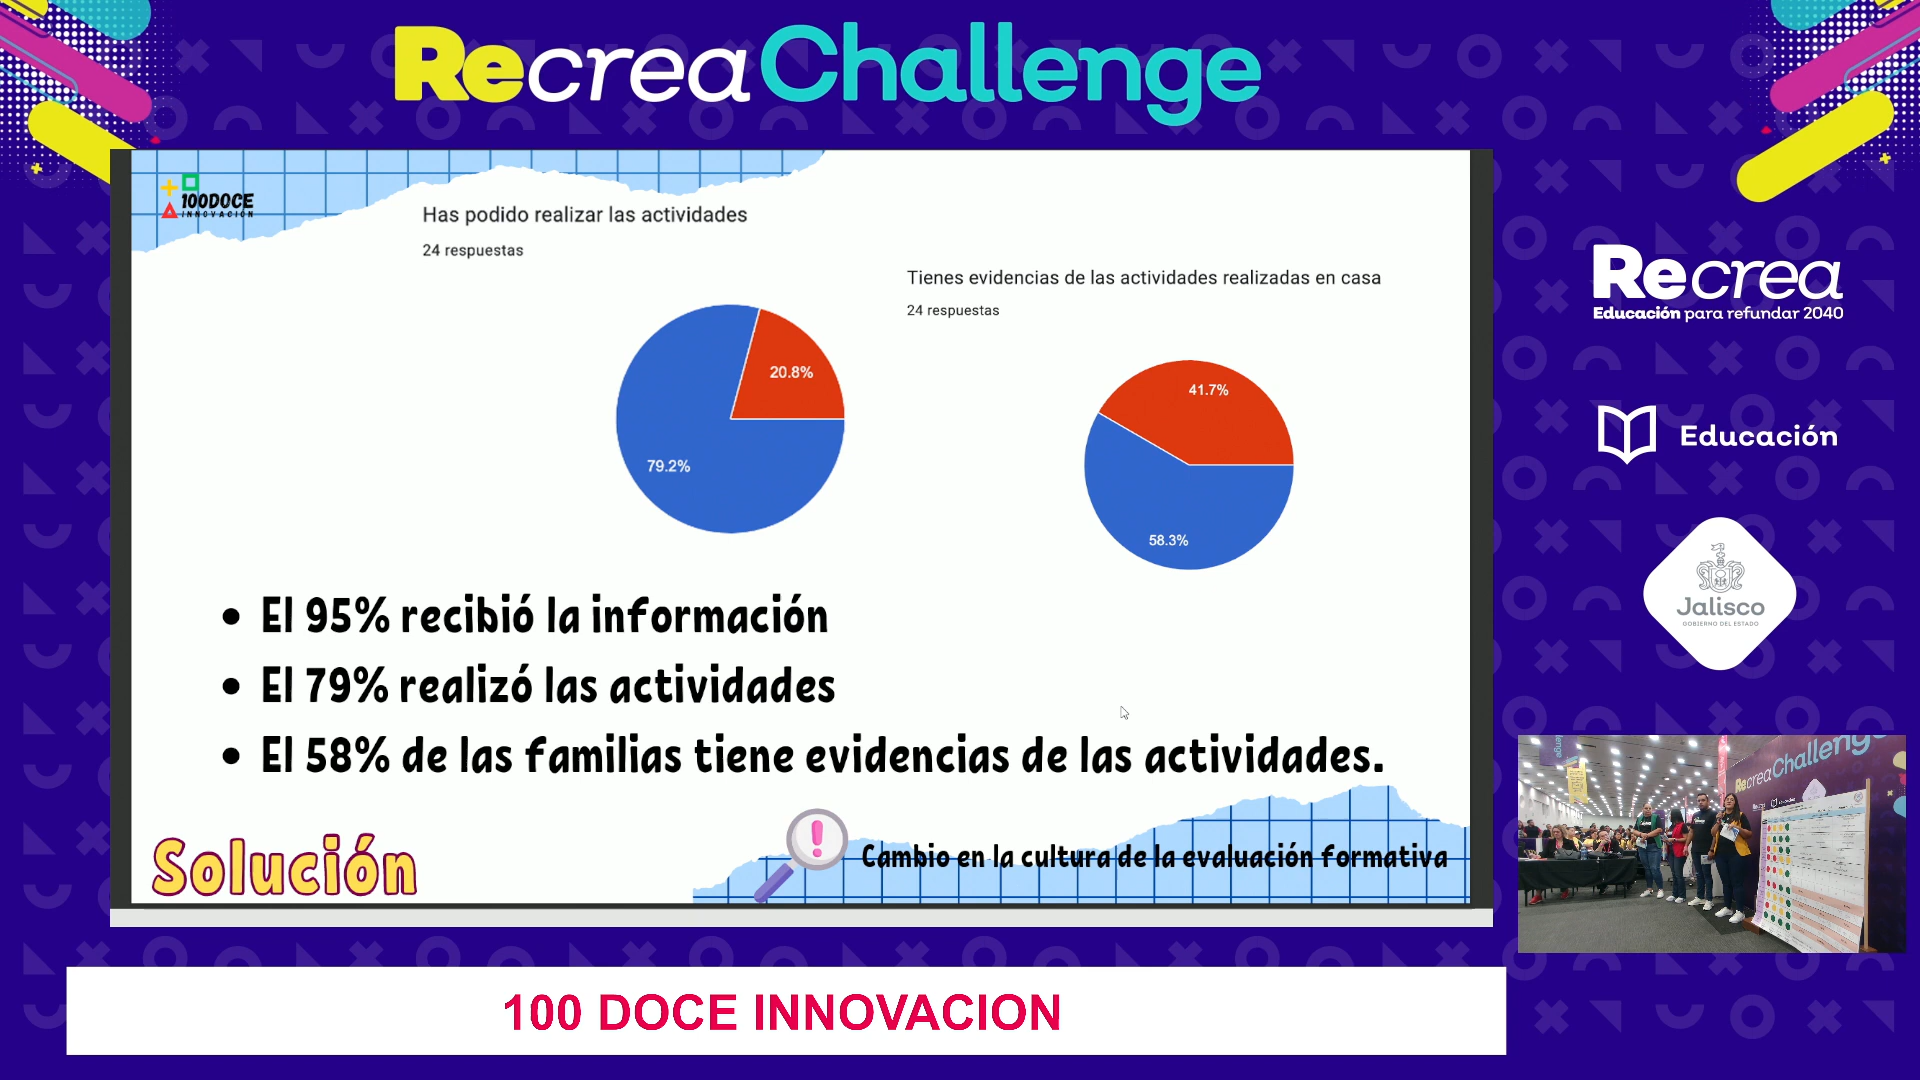 RecreaChallenge
100DOCE
INNOVACIÓN
Has podido realizar las actividades
24 respuestas
20.8%
79.2%
Tienes evidencias de las actividades realizadas en casa
24 respuestas
41.7%
58.3%
• El 95% recibió la información
• El 79% realizó las actividades
• El 58% de las familias tiene evidencias de las actividades.
Solución
Cambio en la cultura de la evaluación formativa
Recrea
Educación para refundar 2040
Educación
Jalisco
GOBIERNO DEL ESTADO
RecreaChallenge
100 DOCE INNOVACION